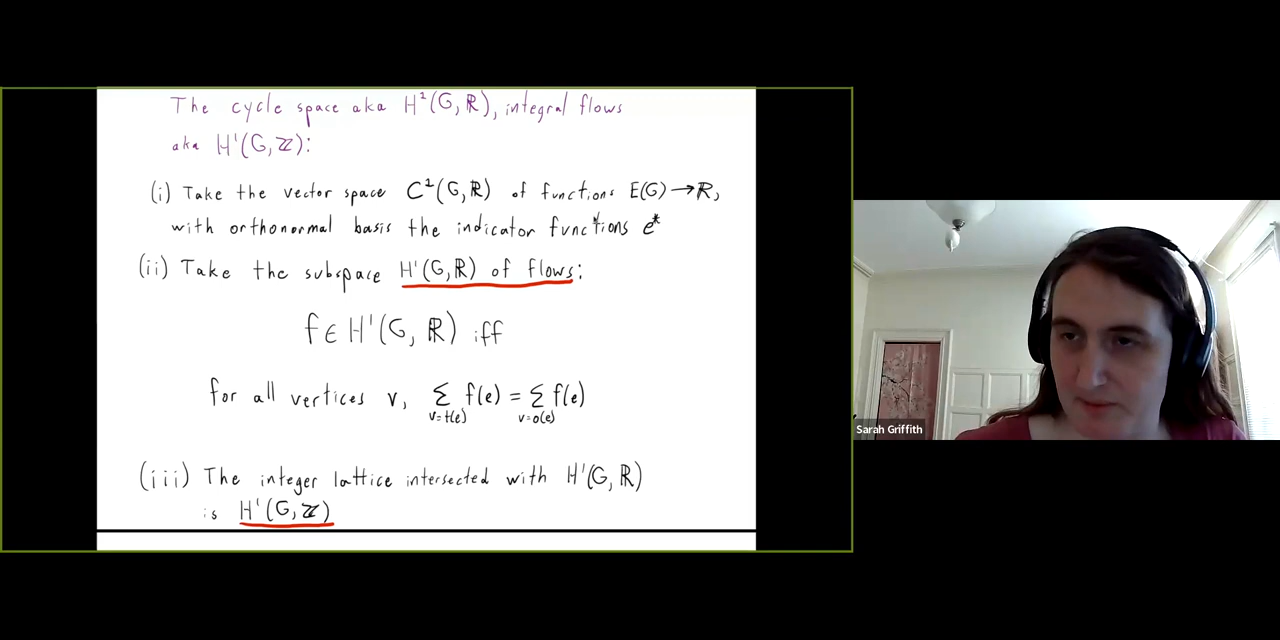 The cycle space aka H¹(G, ℝ), integral flows
aka H¹(G, ℤ):
(i) Take the vector space C¹(G, ℝ) of functions E(G) → ℝ,
with orthonormal basis the indicator functions e*
(ii) Take the subspace H¹(G, ℝ) of flows:
f ∈ H¹(G, ℝ) iff
for all vertices v, Σ f(e) = Σ f(e)
v=t(e) v=o(e)
(iii) The integer lattice intersected with H¹(G, ℝ)
is H¹(G, ℤ)
Sarah Griffith